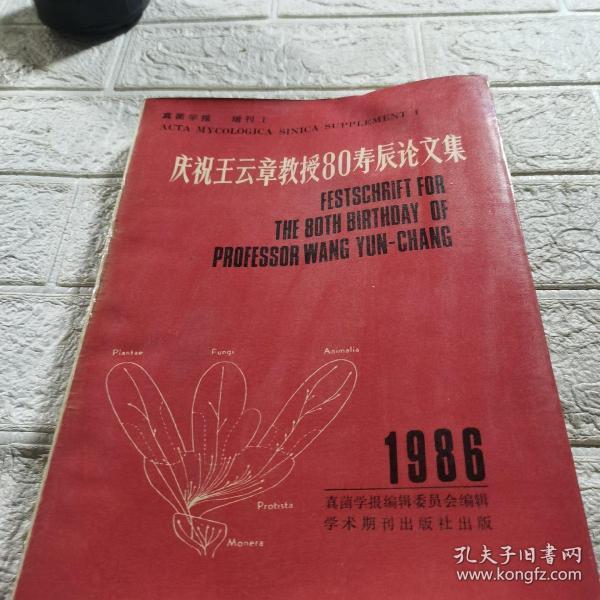 真菌学报 增刊 1
ACTA MYCOLOGICA SINICA SUPPLEMENT 1
庆祝王云章教授80寿辰论文集
FESTSCHRIFT FOR
THE 80TH BIRTHDAY OF
PROFESSOR WANG YUN-CHANG
Plantae Fungi Animalia
Protista
Monera
1986
真菌学报编辑委员会编辑
学术期刊出版社出版
孔夫子旧书网
www.kongfz.com